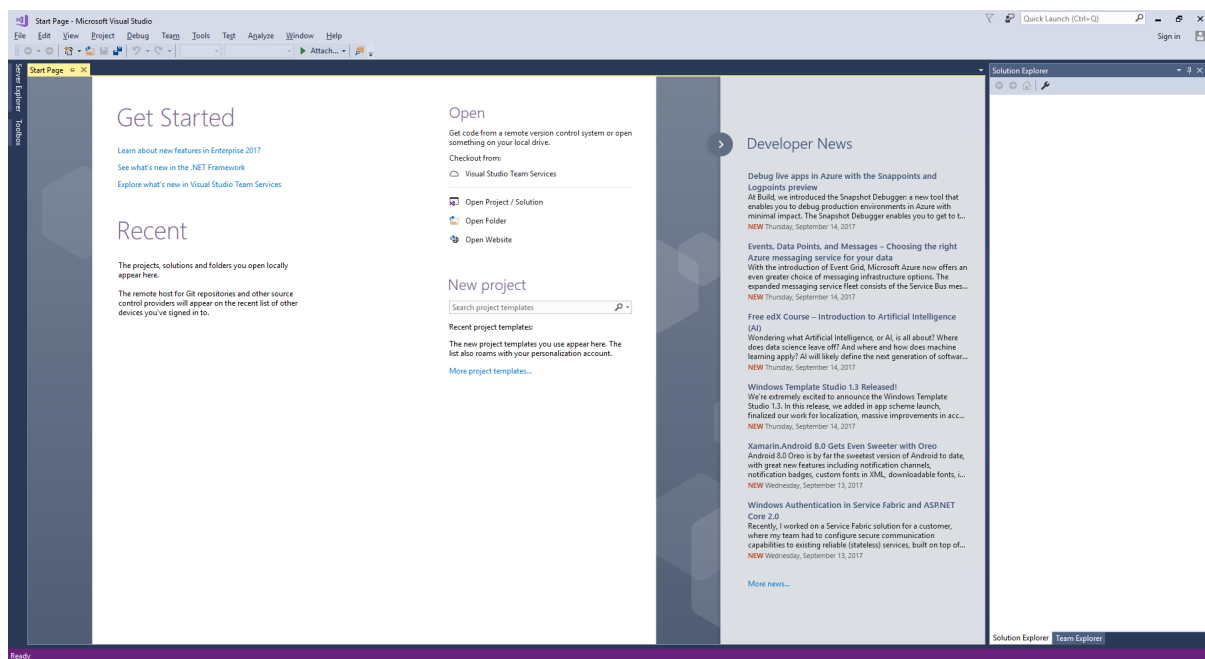 Start Page - Microsoft Visual Studio
Quick Launch (Ctrl+Q)
File Edit View Project Debug Team Tools Test Analyze Window Help
Sign in
Attach...
Server Explorer
Toolbox
Start Page
Get Started
Learn about new features in Enterprise 2017
See what's new in the .NET Framework
Explore what's new in Visual Studio Team Services
Recent
The projects, solutions and folders you open locally
appear here.
The remote host for Git repositories and other source
control providers will appear on the recent list of other
devices you've signed in to.
Open
Get code from a remote version control system or open
something on your local drive.
Checkout from:
Visual Studio Team Services
Open Project / Solution
Open Folder
Open Website
New project
Search project templates
Recent project templates:
The new project templates you use appear here. The
list also roams with your personalization account.
More project templates...
Developer News
Debug live apps in Azure with the Snappoints and
Logpoints preview
At Build, we introduced the Snapshot Debugger: a new tool that
enables you to debug production environments in Azure with
minimal impact. The Snapshot Debugger enables you to get to t...
NEW Thursday, September 14, 2017
Events, Data Points, and Messages – Choosing the right
Azure messaging service for your data
With the introduction of Event Grid, Microsoft Azure now offers an
even greater choice of messaging infrastructure options. The
expanded messaging service fleet consists of the Service Bus mes...
NEW Thursday, September 14, 2017
Free edX Course – Introduction to Artificial Intelligence
(AI)
Wondering what Artificial Intelligence, or AI, is all about? Where
does data science leave off? And where and how does machine
learning apply? AI will likely define the next generation of softwar...
NEW Thursday, September 14, 2017
Windows Template Studio 1.3 Released!
We're extremely excited to announce the Windows Template
Studio 1.3. In this release, we added in app scheme launch,
finalized our work for localization, massive improvements in acc...
NEW Thursday, September 14, 2017
Xamarin.Android 8.0 Gets Even Sweeter with Oreo
Android 8.0 Oreo is by far the sweetest version of Android to date,
with great new features including notification channels,
notification badges, custom fonts in XML, downloadable fonts, i...
NEW Wednesday, September 13, 2017
Windows Authentication in Service Fabric and ASP.NET
Core 2.0
Recently, I worked on a Service Fabric solution for a customer,
where my team had to configure secure communication
capabilities to existing reliable (stateless) services, built on top of...
NEW Wednesday, September 13, 2017
More news...
Solution Explorer
Solution Explorer Team Explorer
Ready